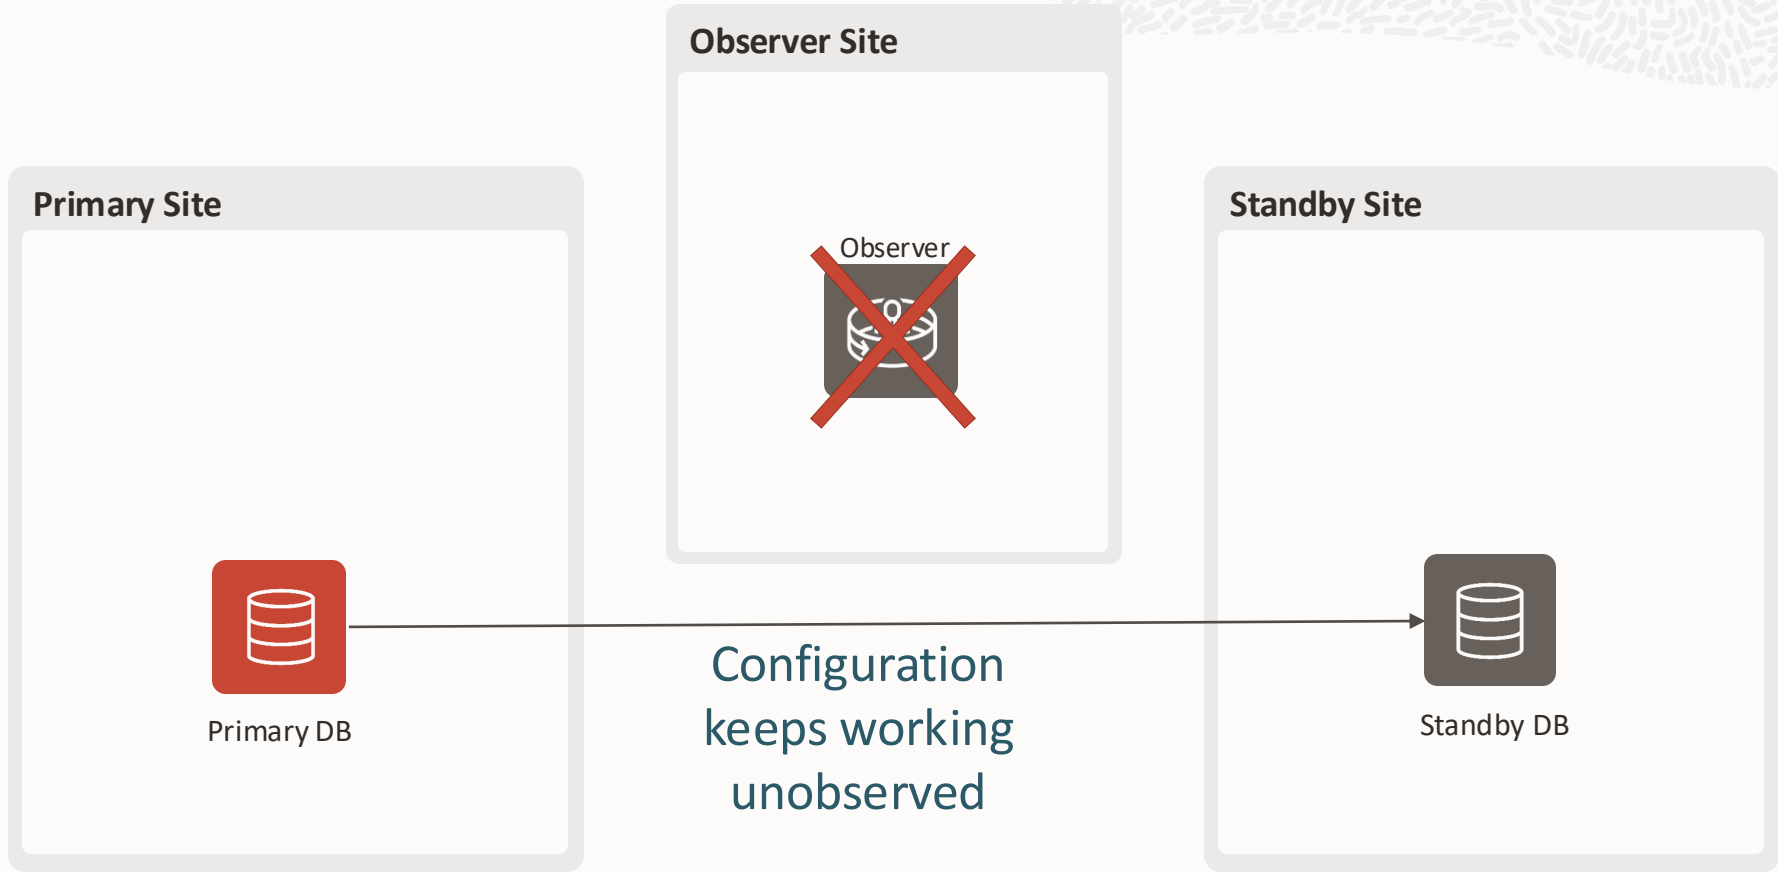 Observer Site
Primary Site
Standby Site
Observer
Configuration
keeps working
unobserved
Primary DB
Standby DB